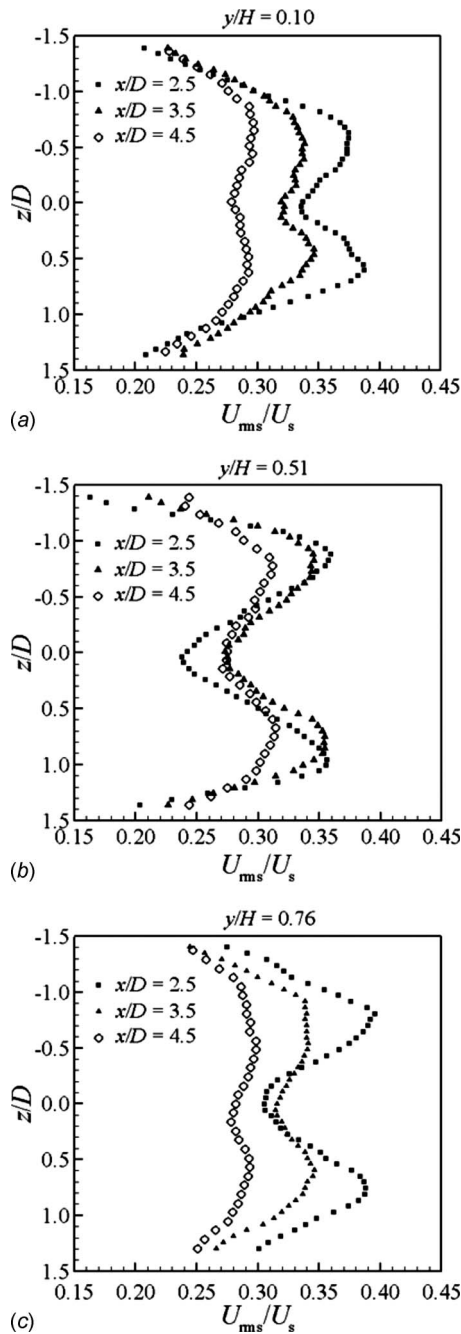 y/H = 0.10
-1.5
-1.0
-0.5
0.0
0.5
1.0
1.5
z/D
x/D = 2.5
x/D = 3.5
x/D = 4.5
0.15 0.20 0.25 0.30 0.35 0.40 0.45
(a)
Urms/Us
y/H = 0.51
-1.5
-1.0
-0.5
0.0
0.5
1.0
1.5
z/D
x/D = 2.5
x/D = 3.5
x/D = 4.5
0.15 0.20 0.25 0.30 0.35 0.40 0.45
(b)
Urms/Us
y/H = 0.76
-1.5
-1.0
-0.5
0.0
0.5
1.0
1.5
z/D
x/D = 2.5
x/D = 3.5
x/D = 4.5
0.15 0.20 0.25 0.30 0.35 0.40 0.45
(c)
Urms/Us